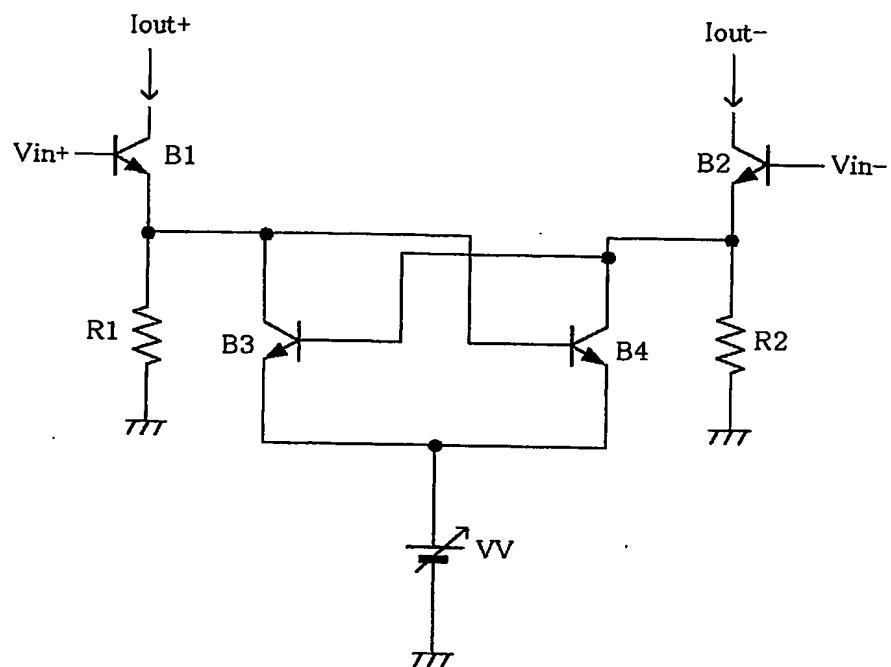 Iout+
Iout−
Vin+
B1
B2
Vin−
R1
B3
B4
R2
VV